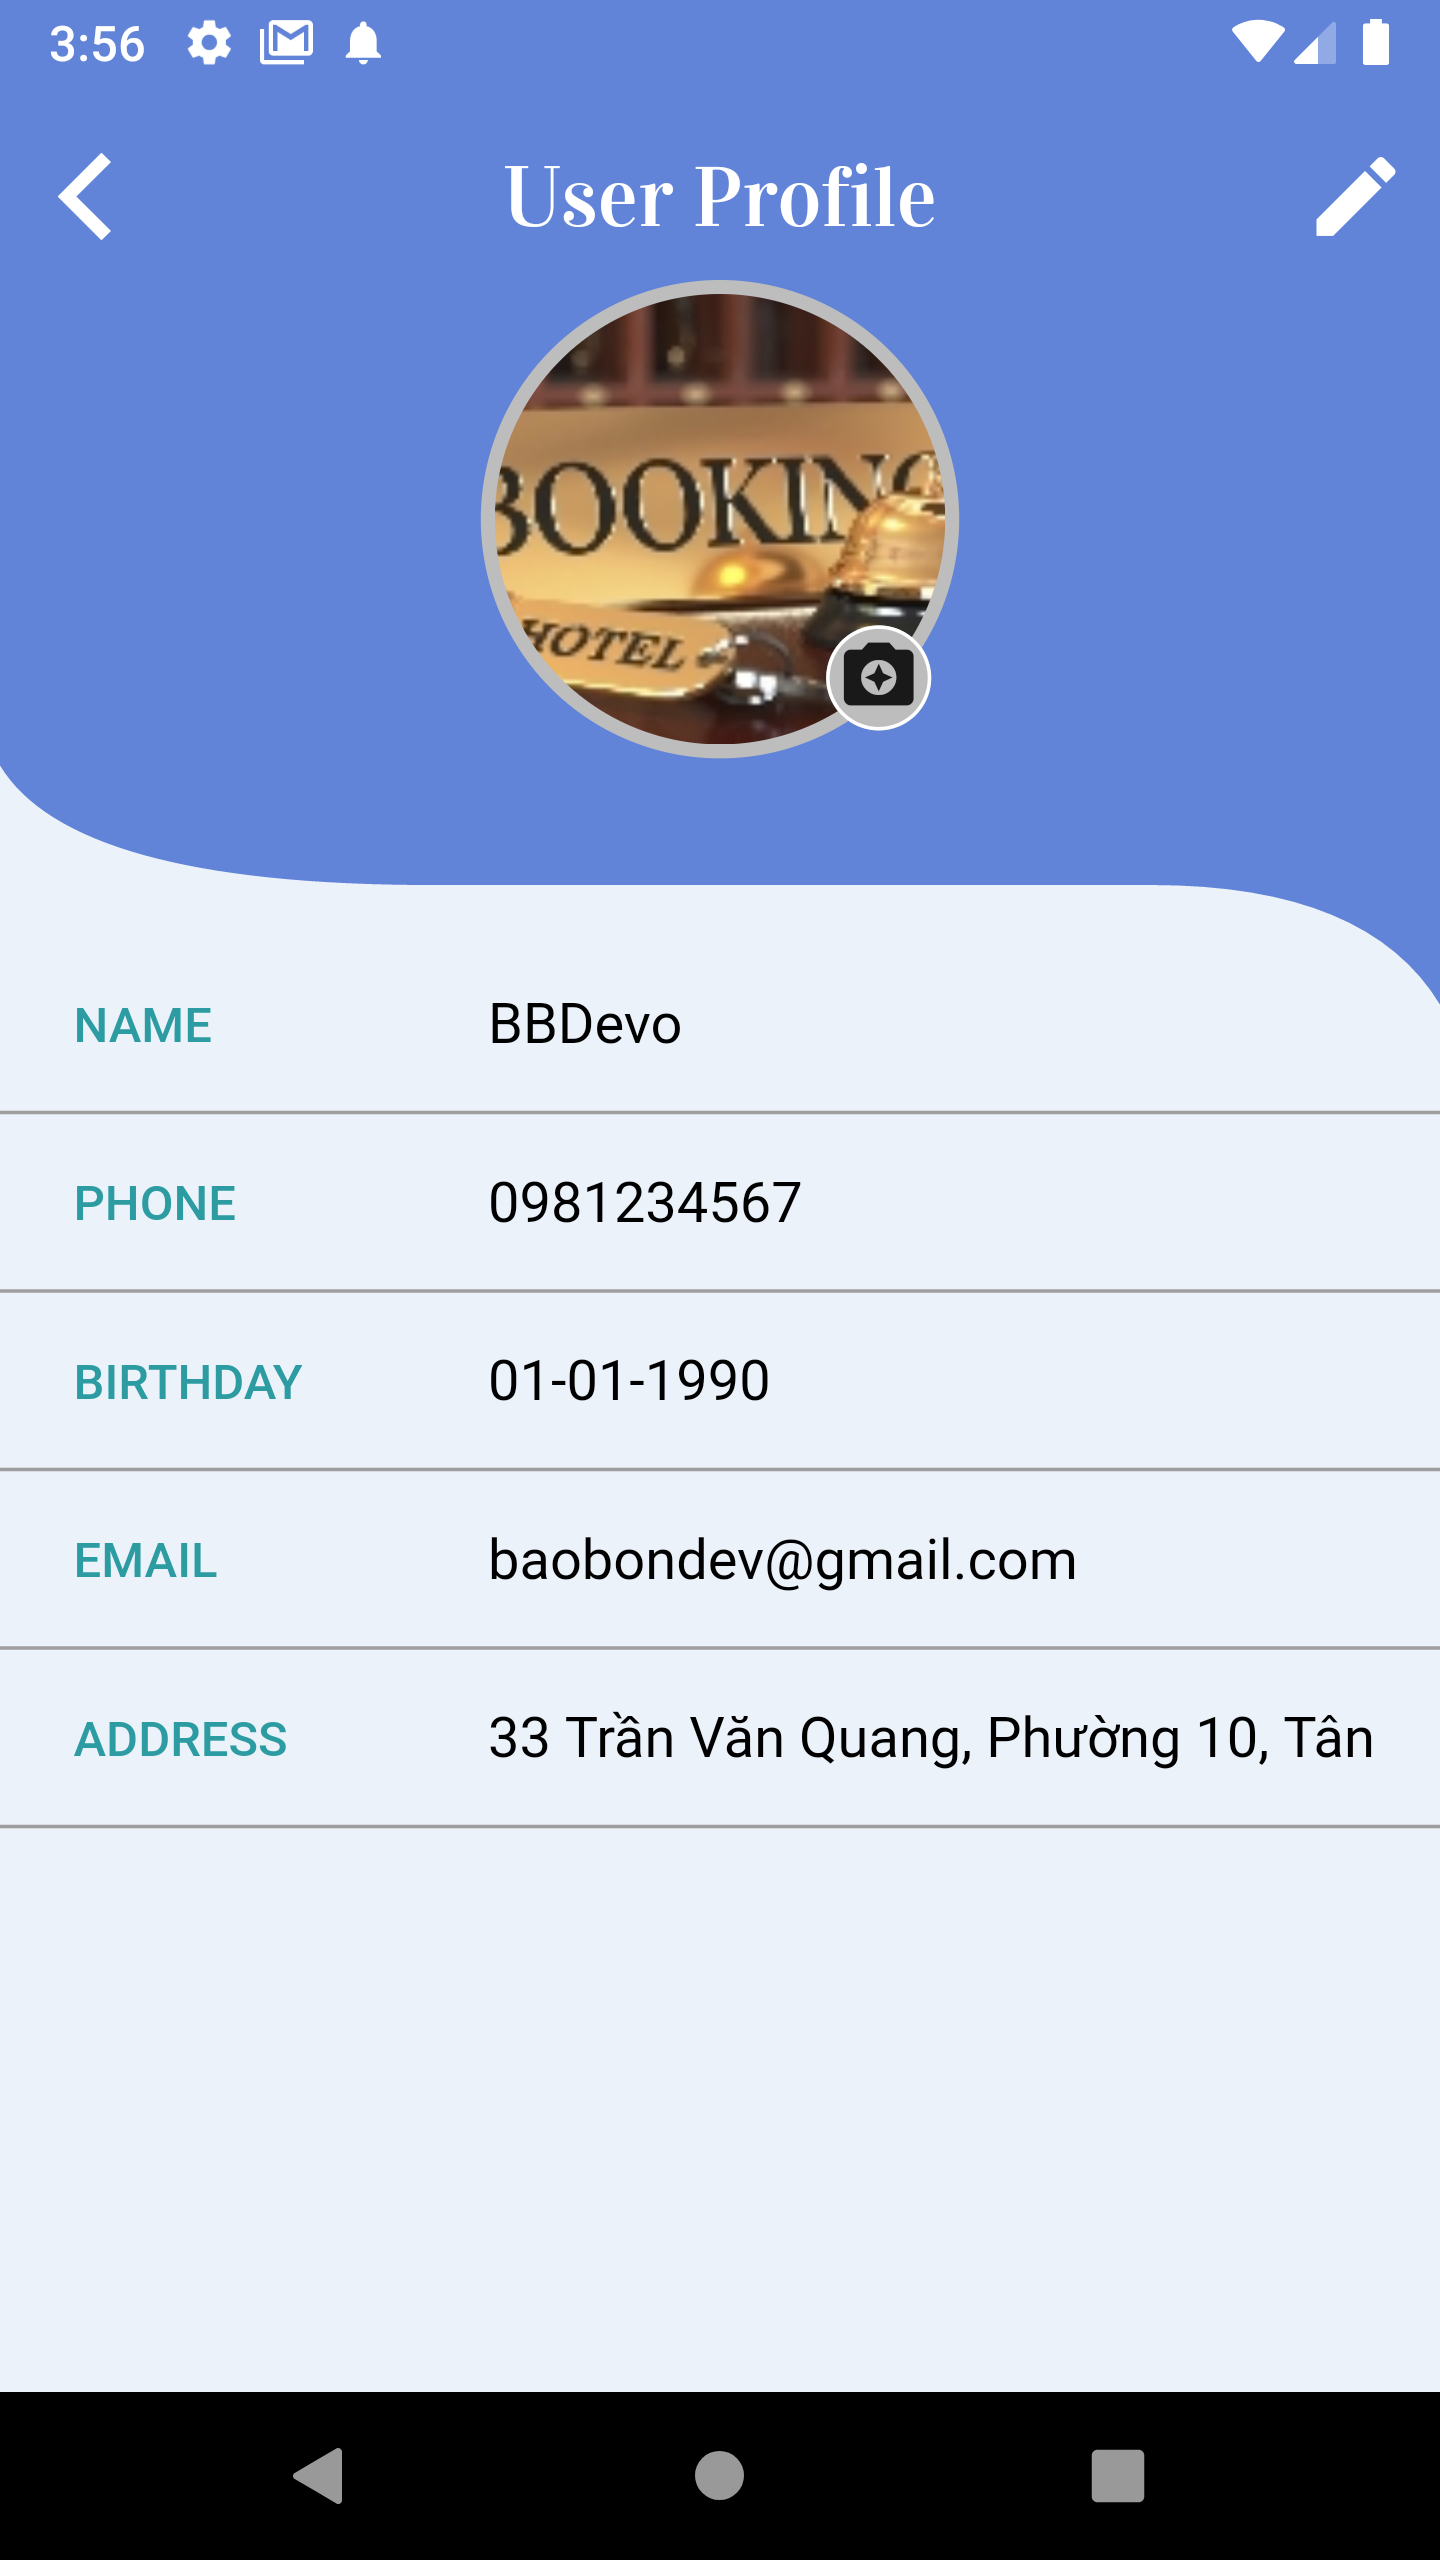 3:56
User Profile
BOOKING
HOTEL
NAME BBDevo
PHONE 0981234567
BIRTHDAY 01-01-1990
EMAIL baobondev@gmail.com
ADDRESS 33 Trần Văn Quang, Phường 10, Tân